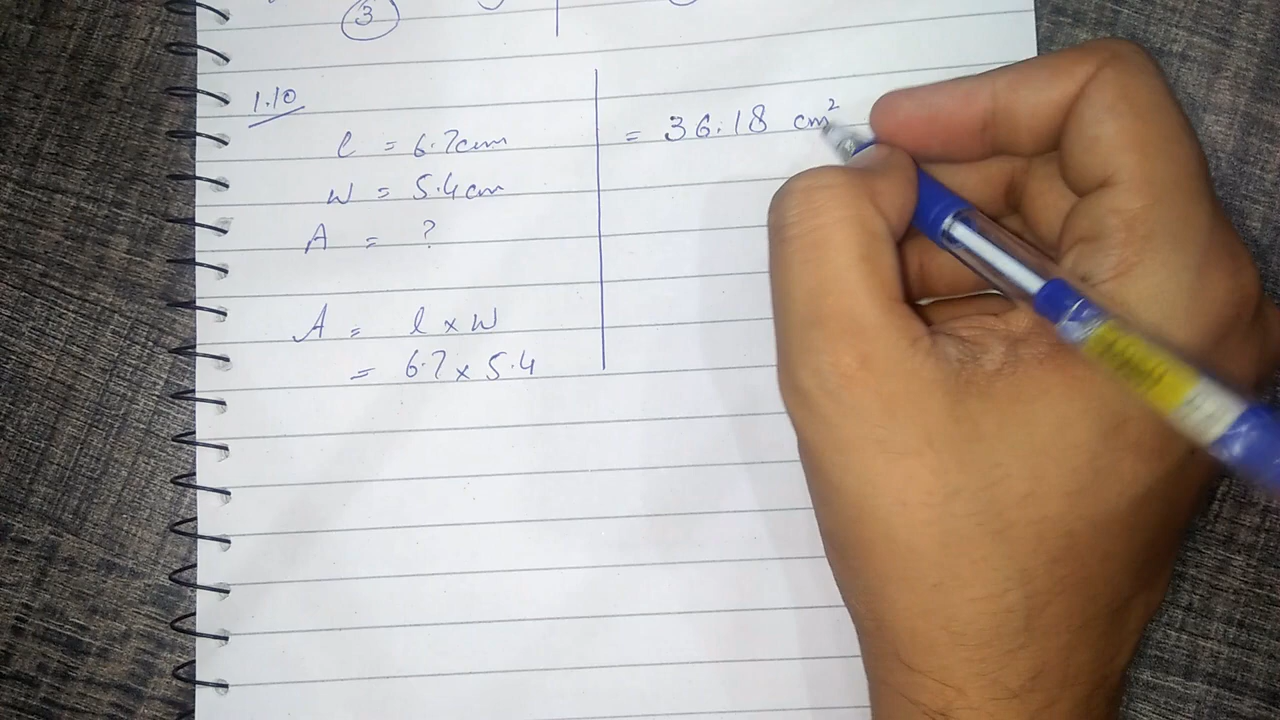 3
1.10
l = 6.7cm
w = 5.4cm
A = ?
A = l × w
= 6.7 × 5.4
= 36.18 cm²